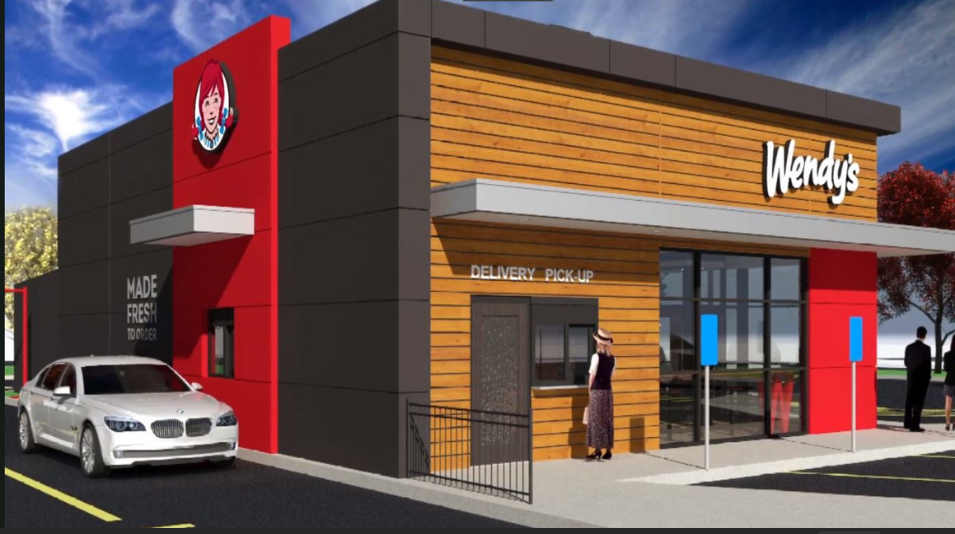 Wendy's
DELIVERY PICK-UP
MADE
FRESH
TO ORDER